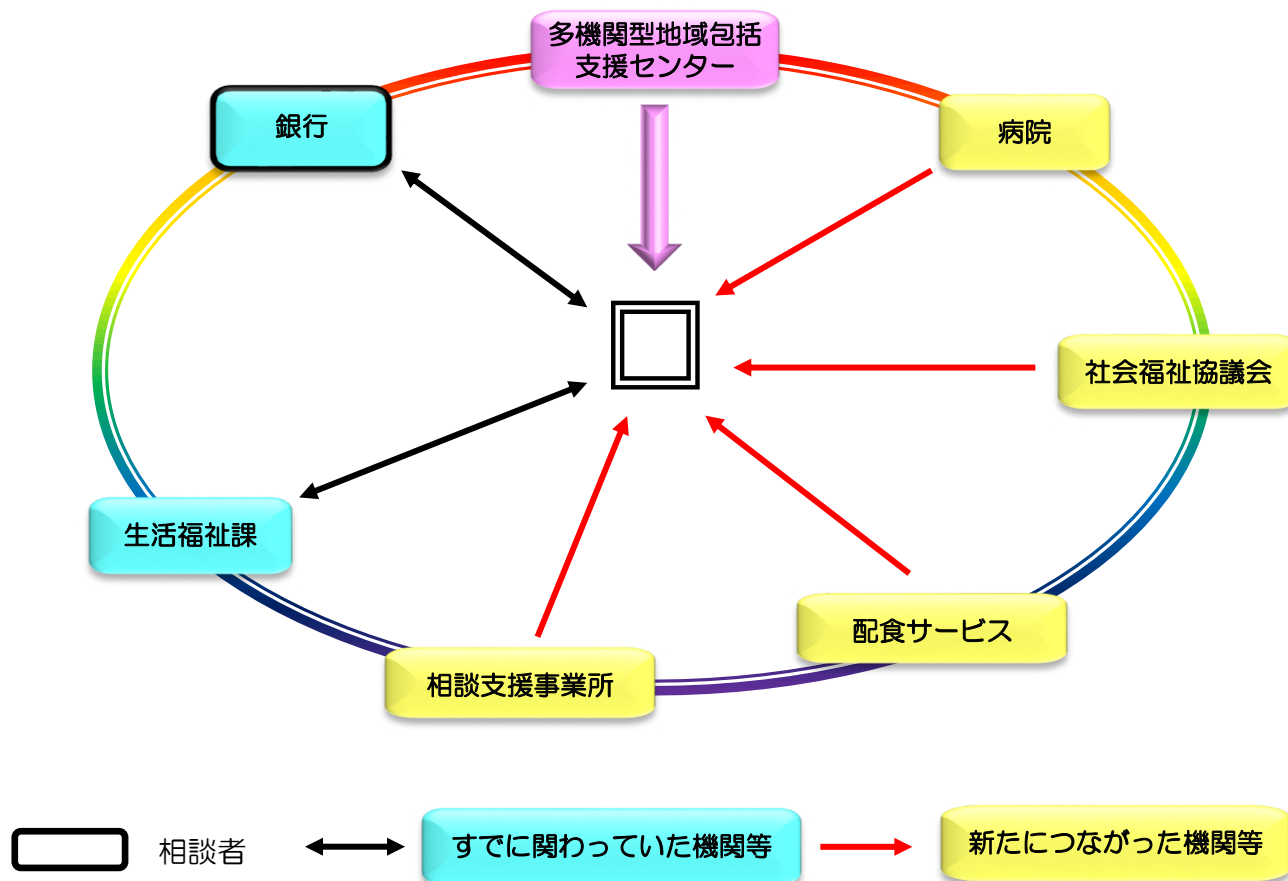 多機関型地域包括
支援センター
銀行
病院
社会福祉協議会
生活福祉課
配食サービス
相談支援事業所
相談者
すでに関わっていた機関等
新たにつながった機関等